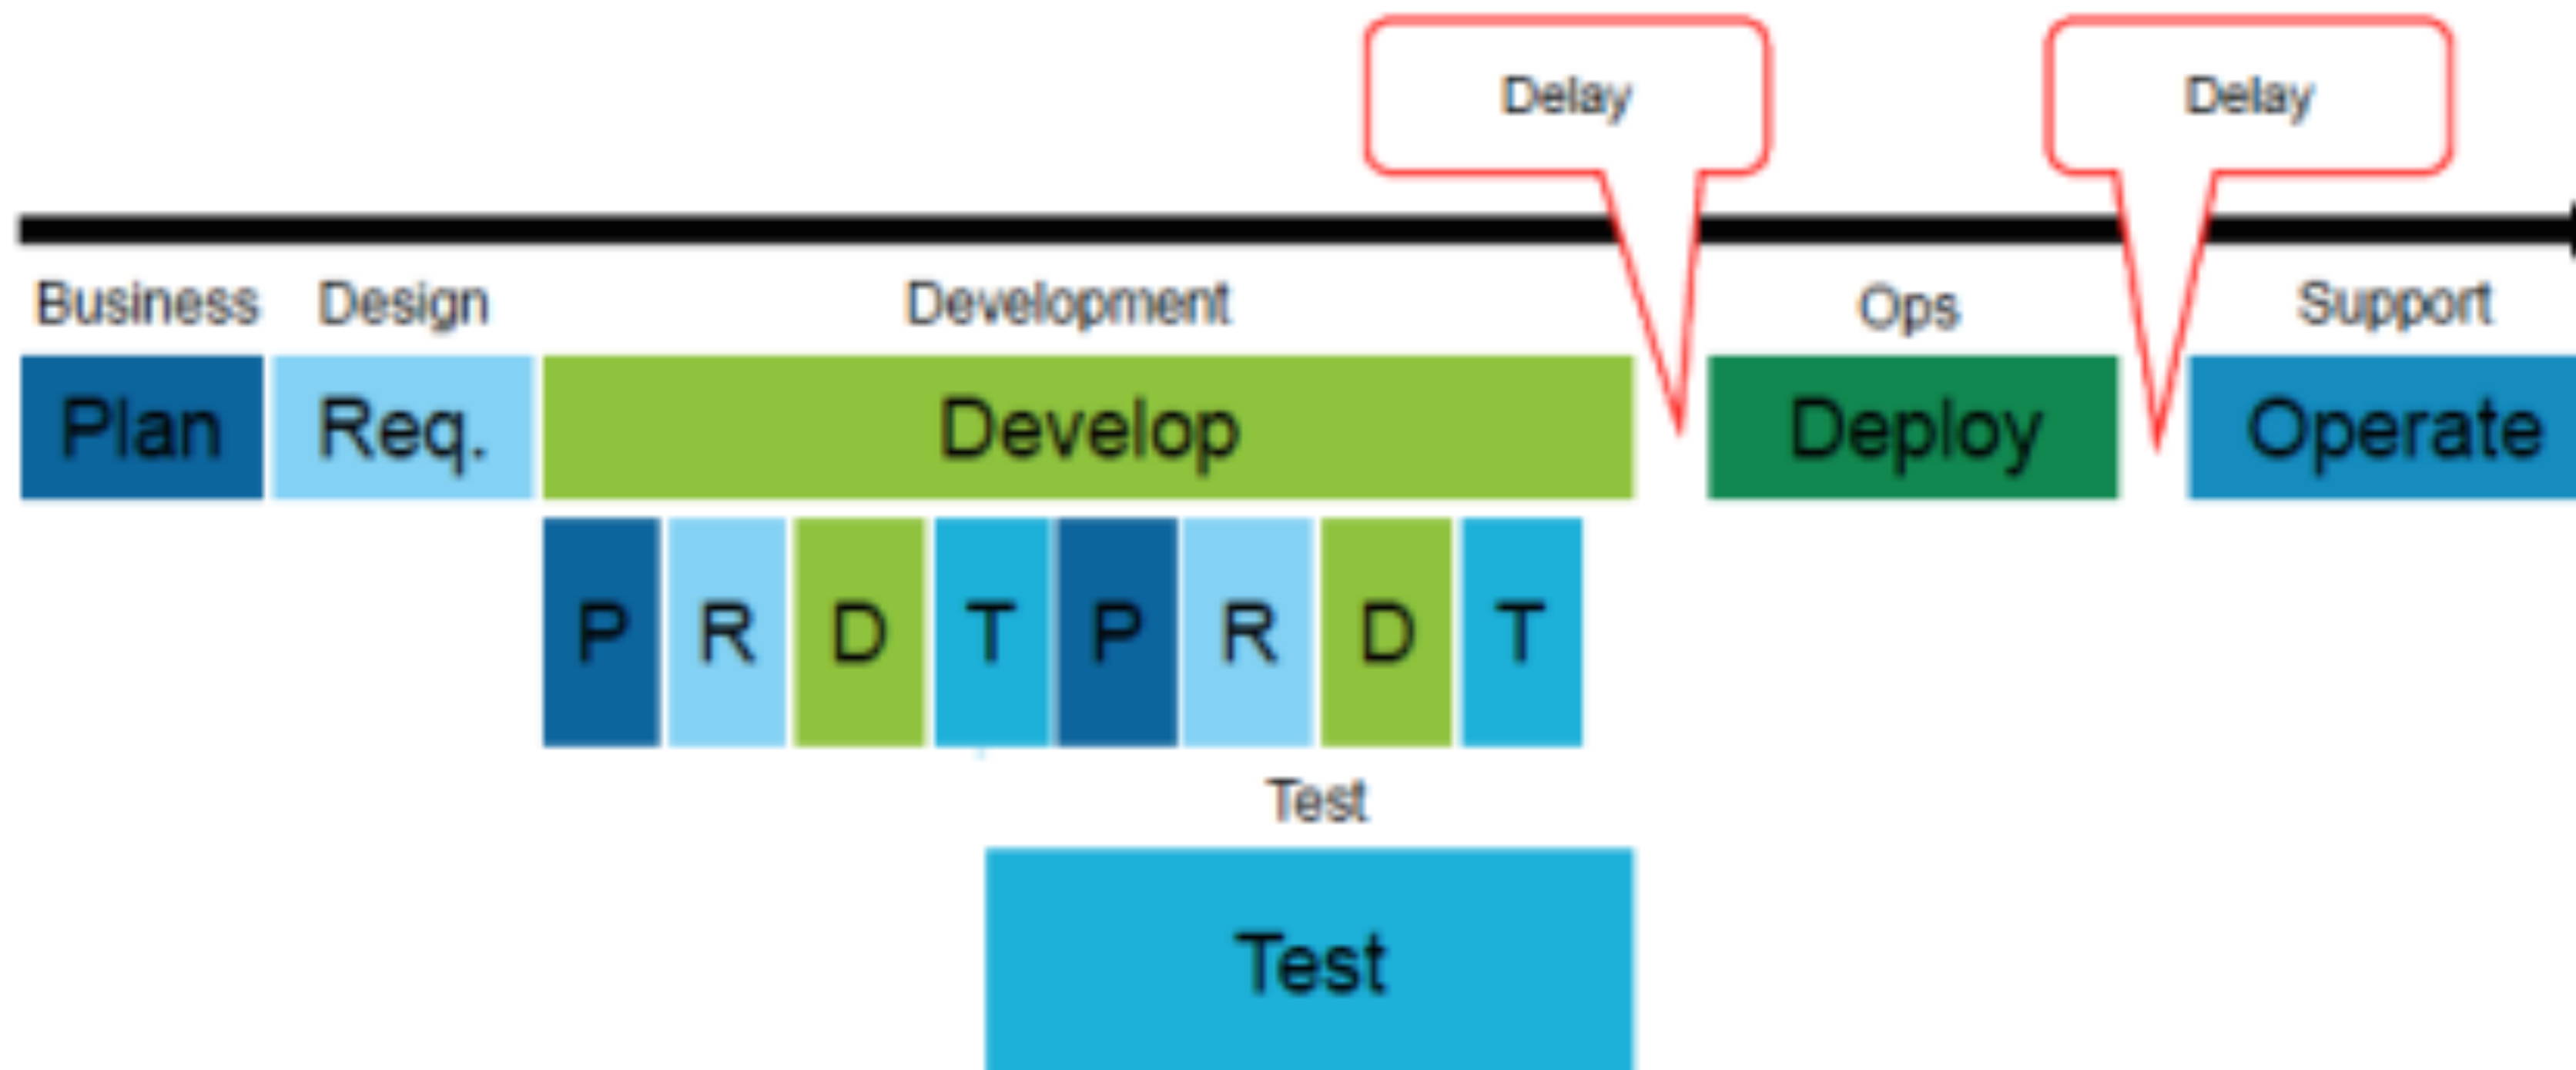 Delay Delay
Business Design Development Ops Support
Plan Req. Develop Deploy Operate
P R D T P R D T
Test
Test